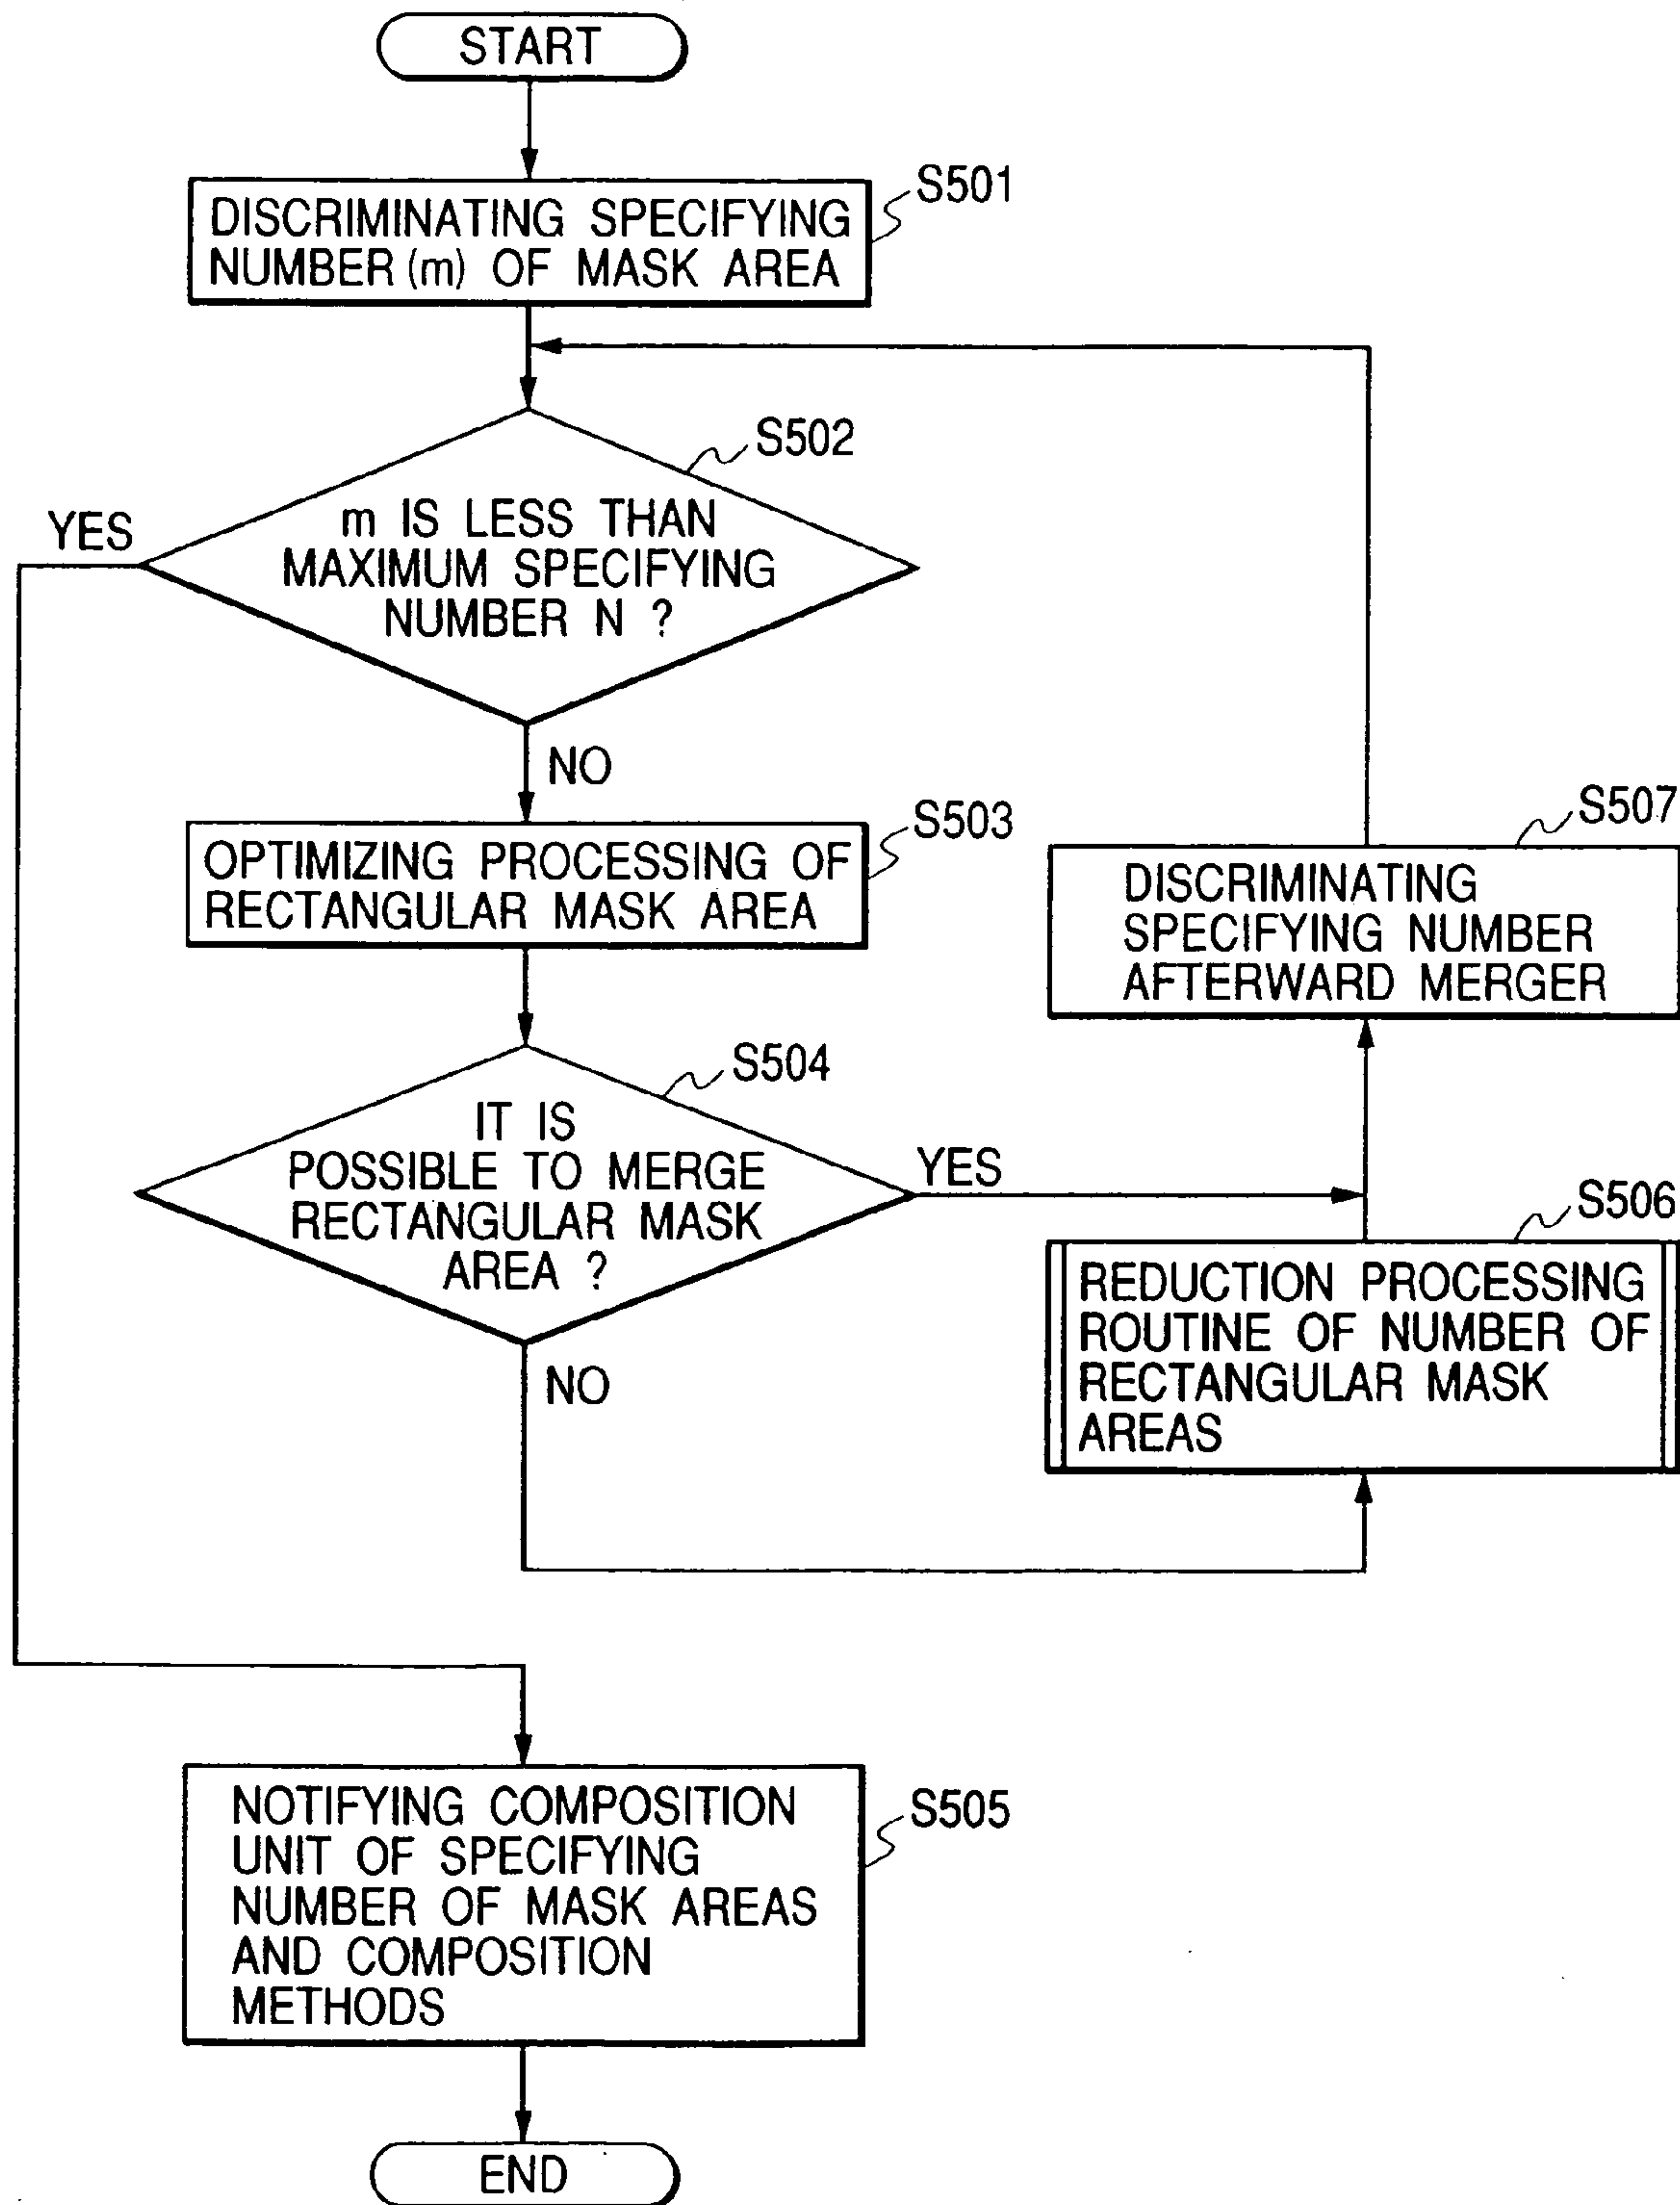 START
S501
DISCRIMINATING SPECIFYING
NUMBER (m) OF MASK AREA
S502
m IS LESS THAN
MAXIMUM SPECIFYING
NUMBER N ?
YES
NO
S503
OPTIMIZING PROCESSING OF
RECTANGULAR MASK AREA
S504
IT IS
POSSIBLE TO MERGE
RECTANGULAR MASK
AREA ?
YES
NO
S507
DISCRIMINATING
SPECIFYING NUMBER
AFTERWARD MERGER
S506
REDUCTION PROCESSING
ROUTINE OF NUMBER OF
RECTANGULAR MASK
AREAS
S505
NOTIFYING COMPOSITION
UNIT OF SPECIFYING
NUMBER OF MASK AREAS
AND COMPOSITION
METHODS
END